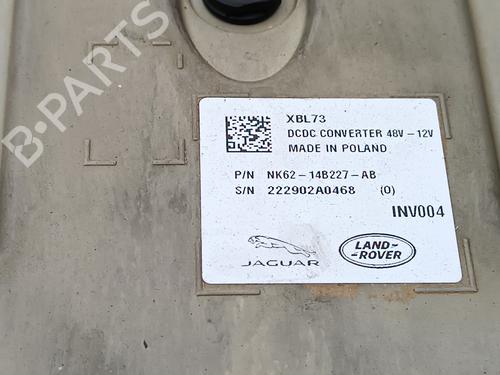 B-PARTS
XBL73
DCDC CONVERTER 48V-12V
MADE IN POLAND
P/N NK62-14B227-AB
S/N 222902A0468 (0)
INV004
JAGUAR
LAND-
-ROVER